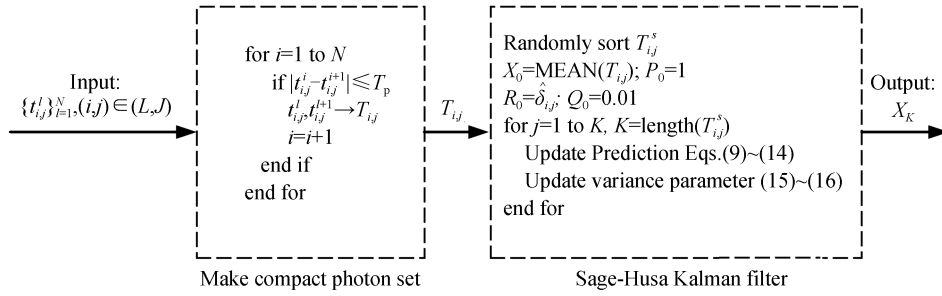 Input:
{t^l_{i,j}}^N_{l=1},(i,j)∈(L,J)
for i=1 to N
if |t^i_{i,j}−t^{i+1}_{i,j}|≤T_p
t^l_{i,j},t^{l+1}_{i,j}→T_{i,j}
i=i+1
end if
end for
Make compact photon set
T_{i,j}
Randomly sort T^s_{i,j}
X_0=MEAN(T_{i,j}); P_0=1
R_0=δ̂_{i,j}; Q_0=0.01
for j=1 to K, K=length(T^s_{i,j})
Update Prediction Eqs.(9)~(14)
Update variance parameter (15)~(16)
end for
Sage-Husa Kalman filter
Output:
X_K